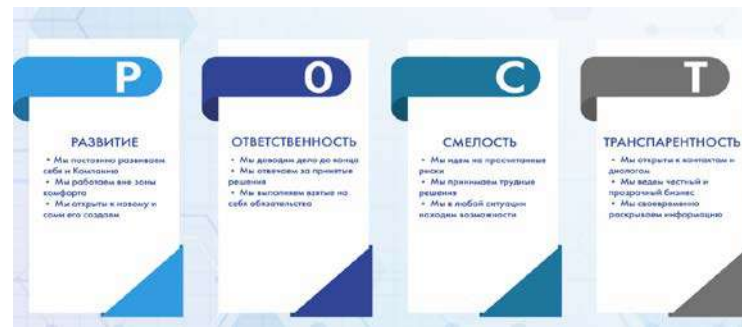 Р
РАЗВИТИЕ
• Мы постоянно развиваем
себя и Компанию
• Мы работаем вне зоны
комфорта
• Мы открыты к новому и
сами его создаем
О
ОТВЕТСТВЕННОСТЬ
• Мы доводим дело до конца
• Мы отвечаем за принятые
решения
• Мы выполняем взятые на
себя обязательства
С
СМЕЛОСТЬ
• Мы идем на просчитанные
риски
• Мы принимаем трудные
решения
• Мы в любой ситуации
находим возможности
Т
ТРАНСПАРЕНТНОСТЬ
• Мы открыты к контактам и
диалогам
• Мы ведем честный и
прозрачный бизнес
• Мы своевременно
раскрываем информацию